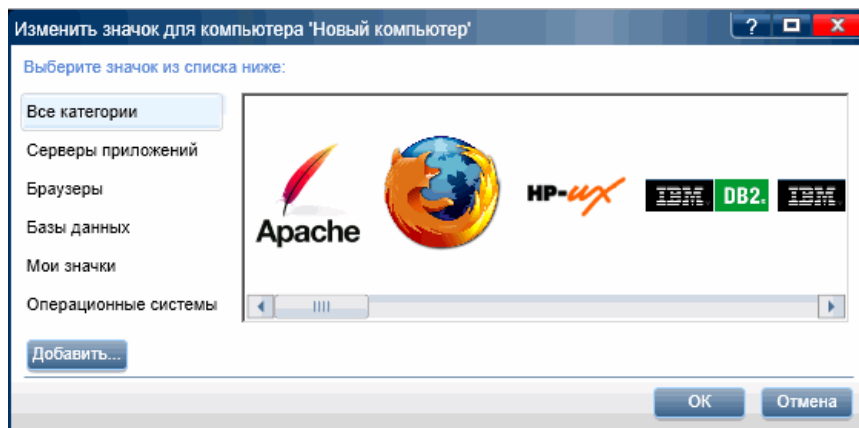 Изменить значок для компьютера 'Новый компьютер'
?
Выберите значок из списка ниже:
Все категории
Серверы приложений
Браузеры
Базы данных
Мои значки
Операционные системы
Apache
HP-ux
IBM DB2. IBM
Добавить...
ОК Отмена